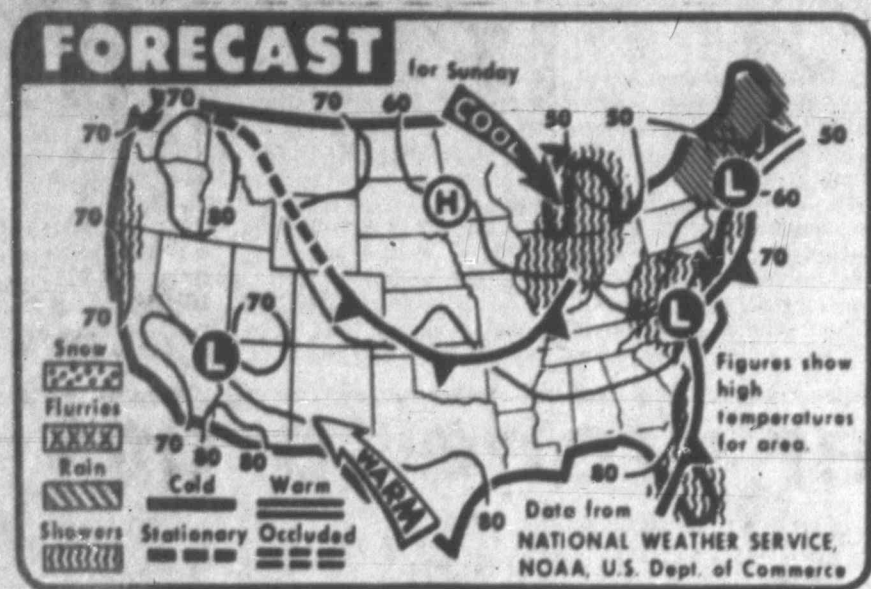 FORECAST
for Sunday
70 70 60 COOL 50 50
70 50
H L
60
70 80
70
70 L 70 L
Snow
Figures show
high
temperatures
for area.
Flurries
Rain
70 80 80 WARM 80 80
Cold Warm
Showers Stationary Occluded
Data from
NATIONAL WEATHER SERVICE,
NOAA, U.S. Dept. of Commerce